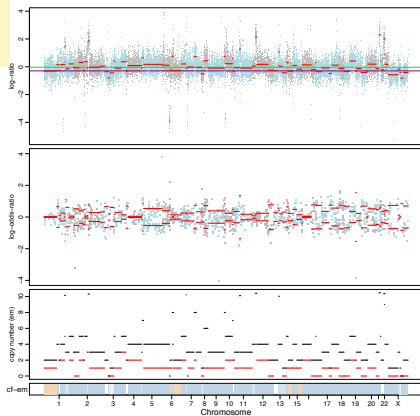 4
2
0
−2
−4
log−ratio
4
2
0
−2
−4
log−odds−ratio
10
8
6
4
2
0
copy number (em)
cf−em
1 2 3 4 5 6 7 8 9 10 12 13 15 17 18 20 22 X
Chromosome